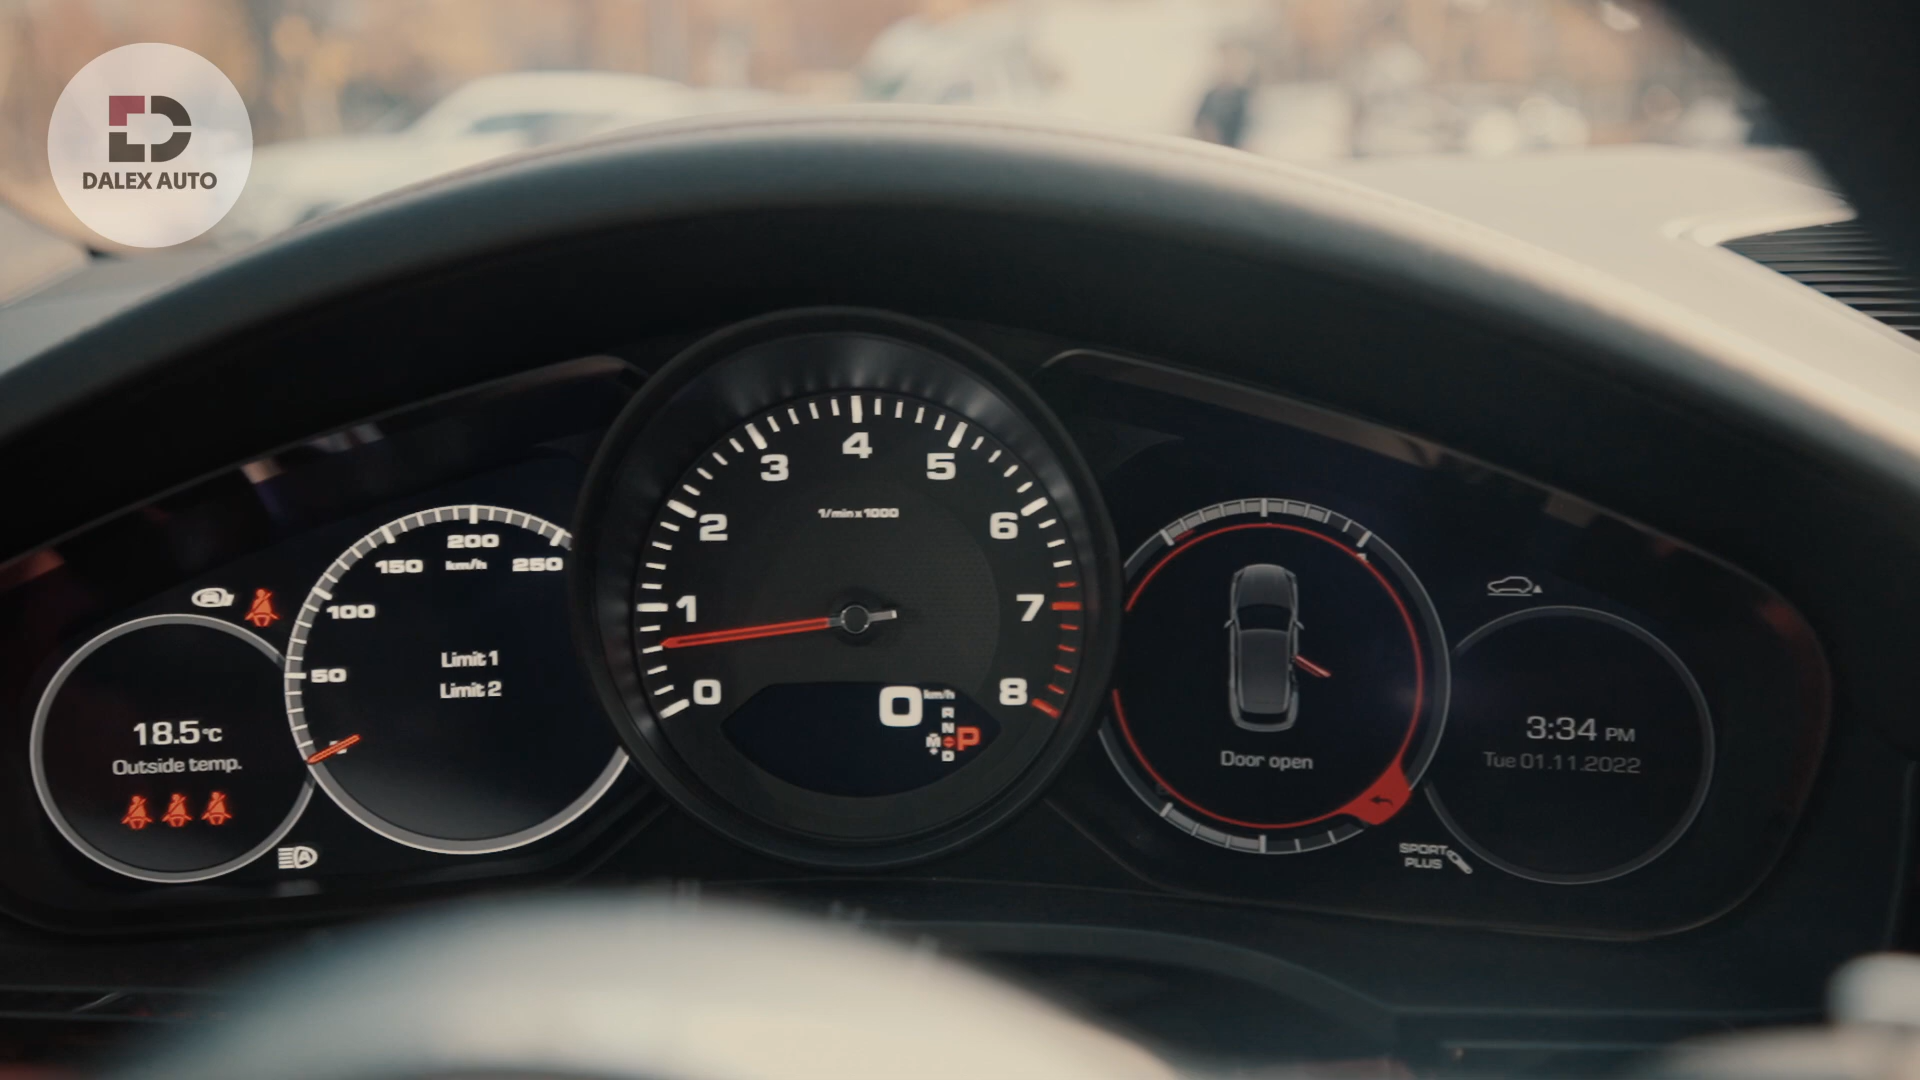 DALEX AUTO
200
150 km/h 250
100
50
0
Limit 1
Limit 2
18.5°C
Outside temp.
4
3 5
1/min x 1000
2 6
1 7
0 8
0 km/h
R
N
M P
D
Door open
3:34 PM
Tue 01.11.2022
SPORT
PLUS